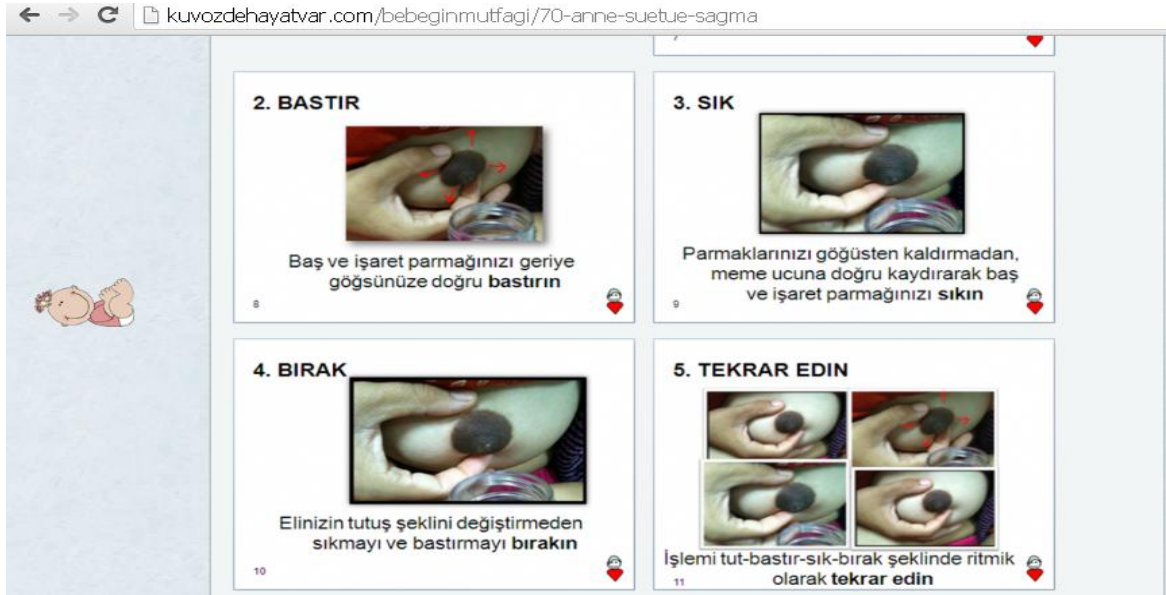 kuvozdehayatvar.com/bebeginmutfagi/70-anne-suetue-sagma
2. BASTIR
Baş ve işaret parmağınızı geriye
göğsünüze doğru bastırın
8
3. SIK
Parmaklarınızı göğüsten kaldırmadan,
meme ucuna doğru kaydırarak baş
ve işaret parmağınızı sıkın
9
4. BIRAK
Elinizin tutuş şeklini değiştirmeden
sıkmayı ve bastırmayı bırakın
10
5. TEKRAR EDIN
İşlemi tut-bastır-sık-bırak şeklinde ritmik
olarak tekrar edin
11